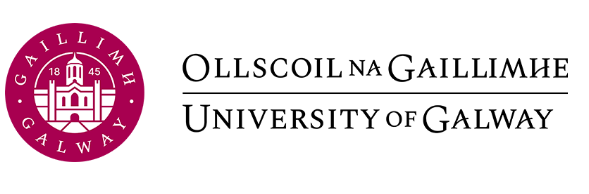 GAILLIMH
18 45
GALWAY
OLLSCOIL NA GAILLIMHE
UNIVERSITY OF GALWAY